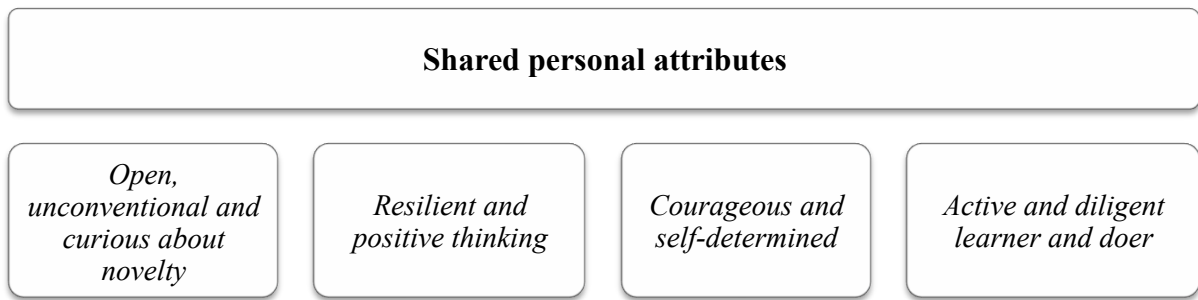 Shared personal attributes
Open,
unconventional and
curious about
novelty
Resilient and
positive thinking
Courageous and
self-determined
Active and diligent
learner and doer